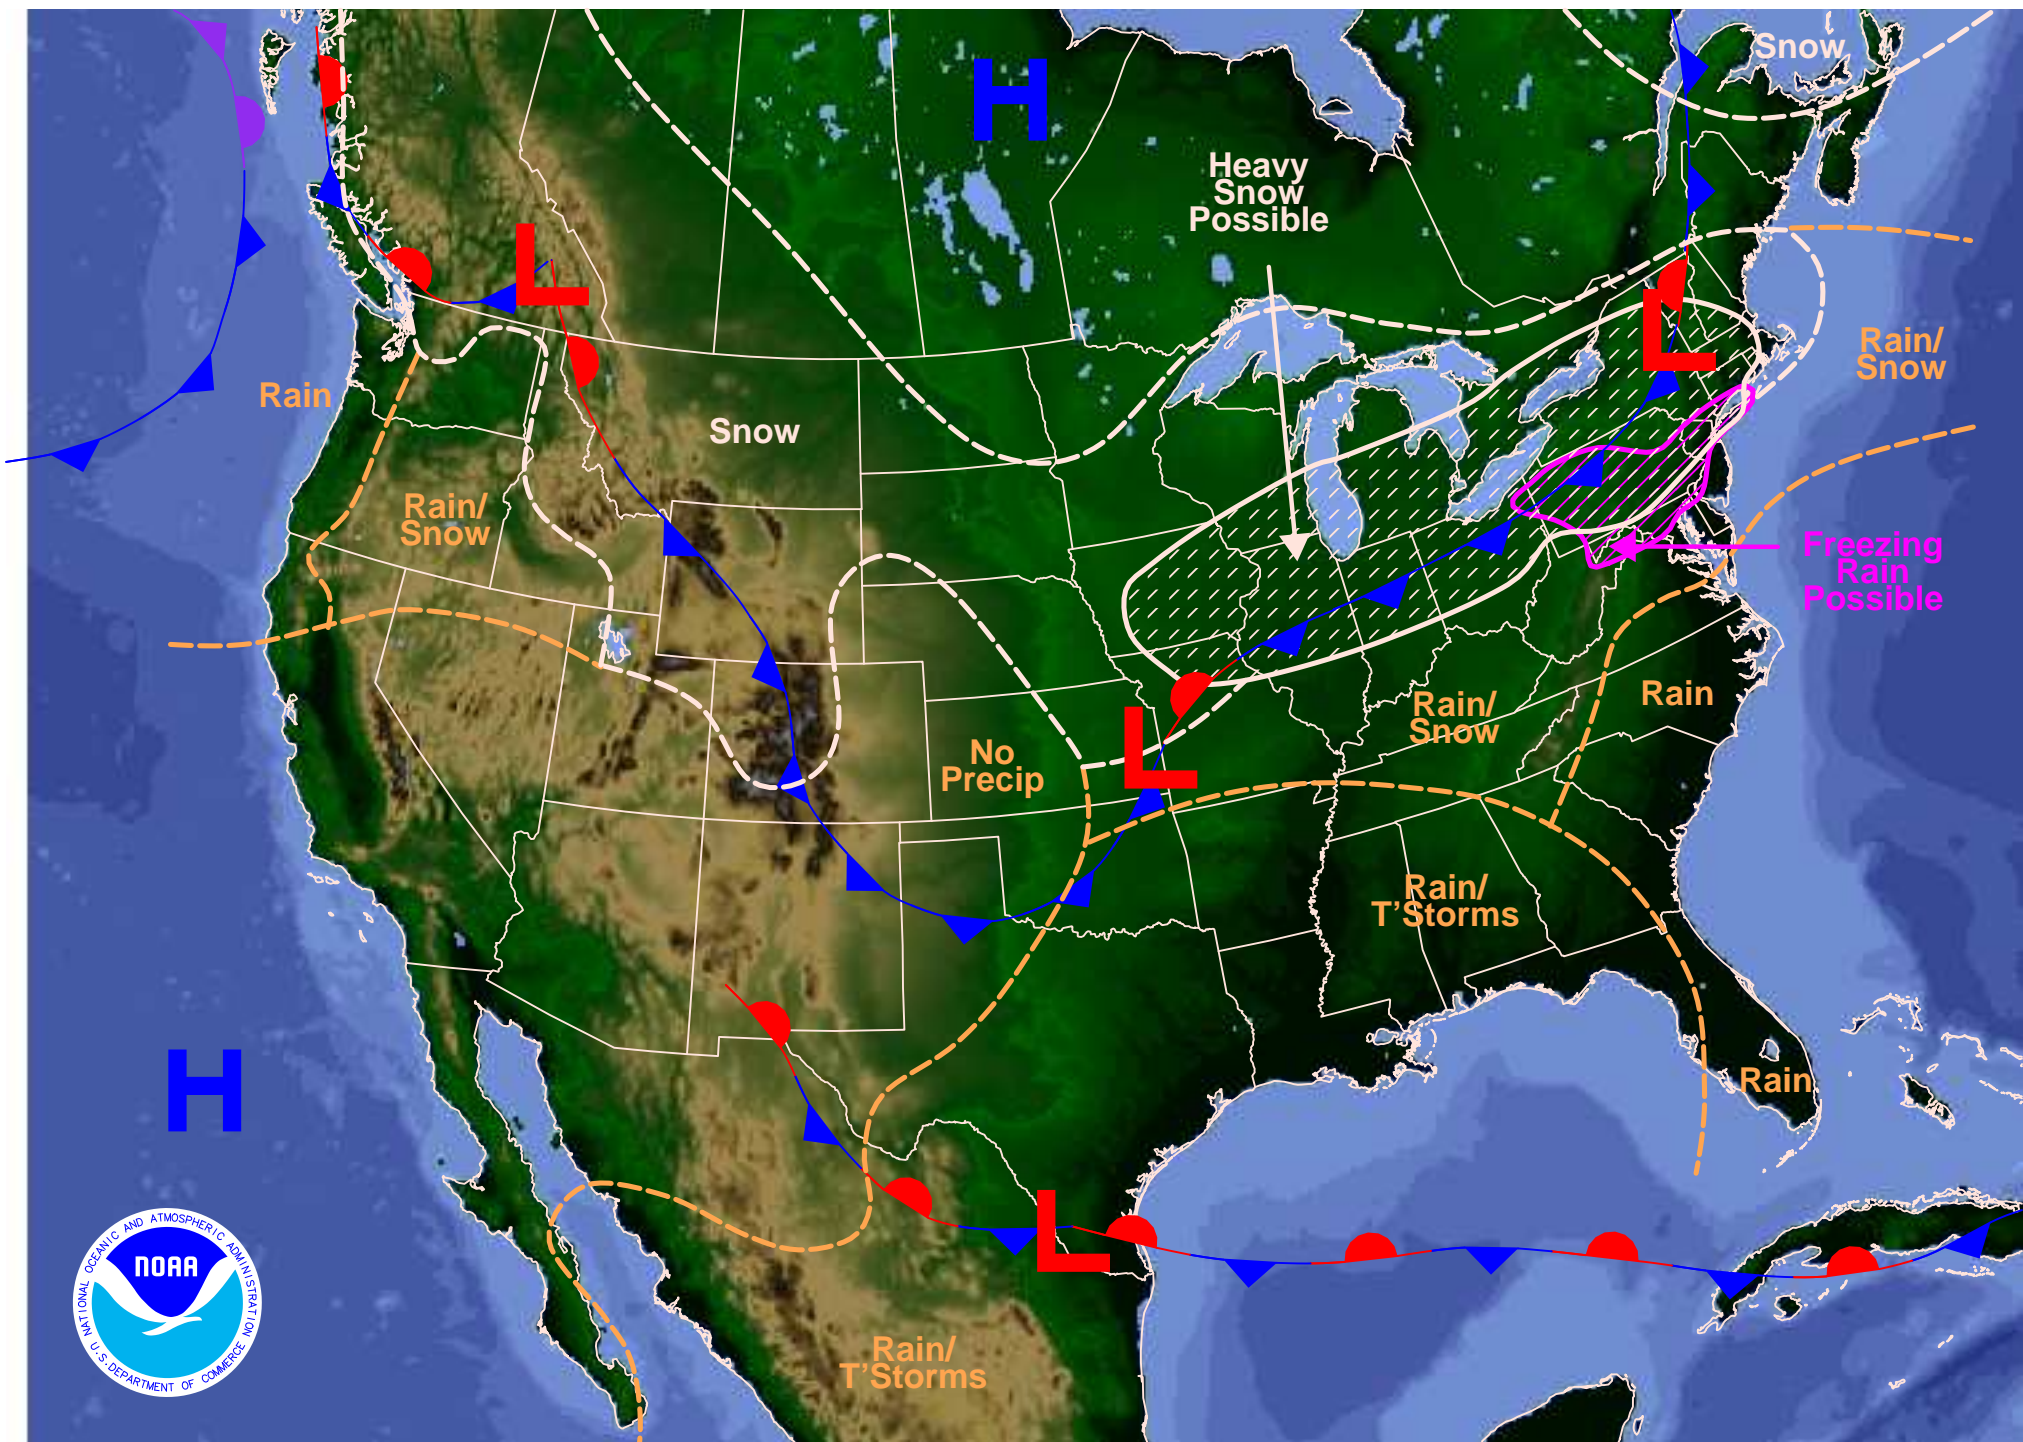 Snow
H
Heavy
Snow
Possible
L
L
Rain
Rain/
Snow
Snow
Rain/
Snow
Freezing
Rain
Possible
Rain/
Snow
Rain
L
No
Precip
Rain/
T'Storms
H
Rain
L
Rain/
T'Storms
NATIONAL OCEANIC AND ATMOSPHERIC ADMINISTRATION
NOAA
U.S. DEPARTMENT OF COMMERCE